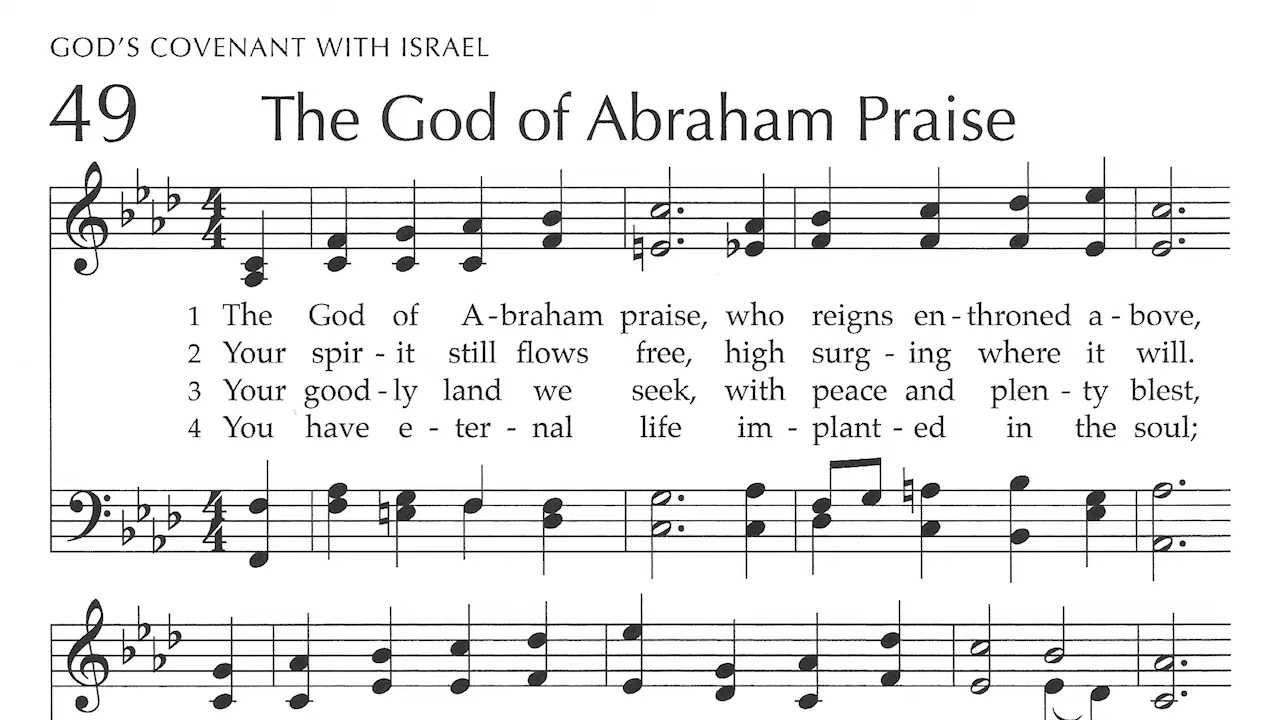 GOD'S COVENANT WITH ISRAEL
49 The God of Abraham Praise
1 The God of A-braham praise, who reigns en-throned a-bove,
2 Your spir-it still flows free, high surg-ing where it will.
3 Your good-ly land we seek, with peace and plen-ty blest,
4 You have e-ter-nal life im-plant-ed in the soul;